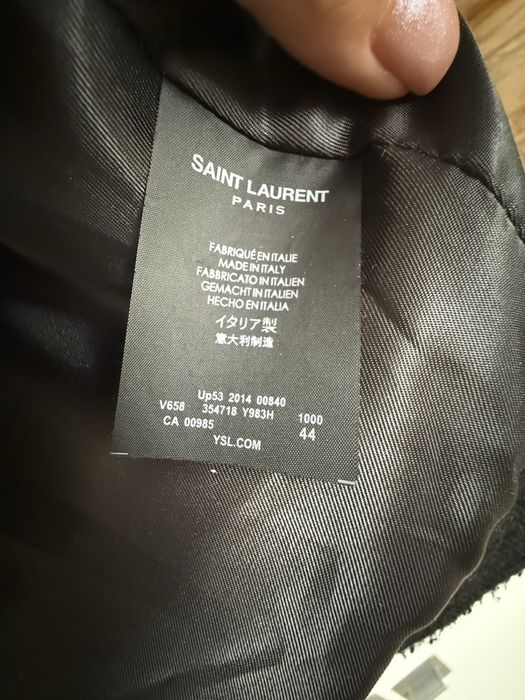 SAINT LAURENT
PARIS
FABRIQUÉ EN ITALIE
MADE IN ITALY
FABBRICATO IN ITALIEN
GEMACHT IN ITALIEN
HECHO EN ITALIA
イタリア製
意大利制造
Up53 2014 00840
V658 354718 Y983H 1000
CA 00985 44
YSL.COM